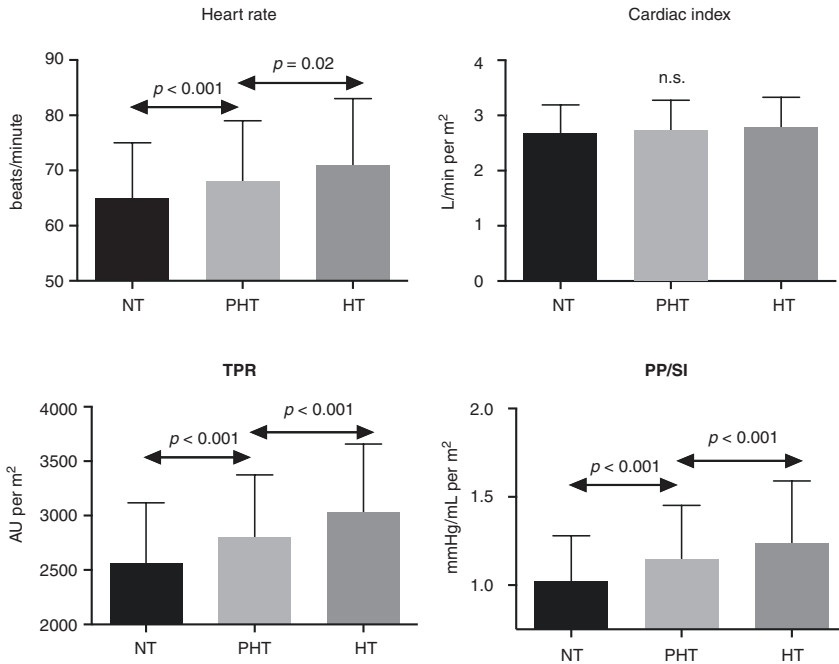 Heart rate
beats/minute
90
80
70
60
50
p < 0.001
p = 0.02
NT PHT HT
Cardiac index
L/min per m²
4
3
2
1
0
n.s.
NT PHT HT
TPR
AU per m²
4000
3500
3000
2500
2000
p < 0.001
p < 0.001
NT PHT HT
PP/SI
mmHg/mL per m²
2.0
1.5
1.0
p < 0.001
p < 0.001
NT PHT HT